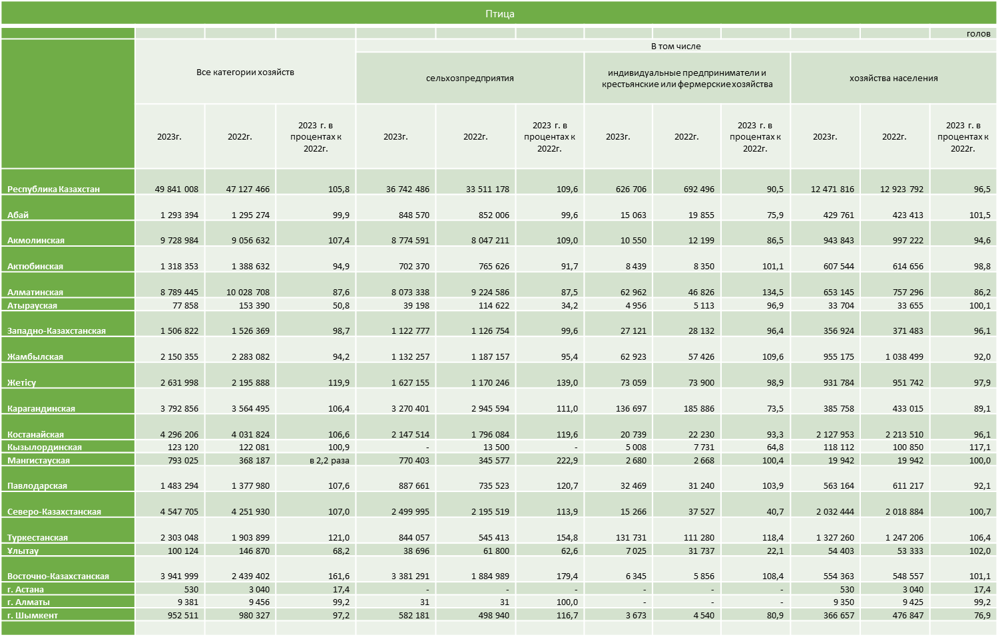 Птица
голов
В том числе
Все категории хозяйств
сельхозпредприятия
индивидуальные предприниматели и
крестьянские или фермерские хозяйства
хозяйства населения
2023г. 2022г. 2023 г. в процентах к 2022г. 2023г. 2022г. 2023 г. в процентах к 2022г. 2023г. 2022г. 2023 г. в процентах к 2022г. 2023г. 2022г. 2023 г. в процентах к 2022г.
Республика Казахстан 49 841 008 47 127 466 105,8 36 742 486 33 511 178 109,6 626 706 692 496 90,5 12 471 816 12 923 792 96,5
Абай 1 293 394 1 295 274 99,9 848 570 852 006 99,6 15 063 19 855 75,9 429 761 423 413 101,5
Акмолинская 9 728 984 9 056 632 107,4 8 774 591 8 047 211 109,0 10 550 12 199 86,5 943 843 997 222 94,6
Актюбинская 1 318 353 1 388 632 94,9 702 370 765 626 91,7 8 439 8 350 101,1 607 544 614 656 98,8
Алматинская 8 789 445 10 028 708 87,6 8 073 338 9 224 586 87,5 62 962 46 826 134,5 653 145 757 296 86,2
Атырауская 77 858 153 390 50,8 39 198 114 622 34,2 4 956 5 113 96,9 33 704 33 655 100,1
Западно-Казахстанская 1 506 822 1 526 369 98,7 1 122 777 1 126 754 99,6 27 121 28 132 96,4 356 924 371 483 96,1
Жамбылская 2 150 355 2 283 082 94,2 1 132 257 1 187 157 95,4 62 923 57 426 109,6 955 175 1 038 499 92,0
Жетісу 2 631 998 2 195 888 119,9 1 627 155 1 170 246 139,0 73 059 73 900 98,9 931 784 951 742 97,9
Карагандинская 3 792 856 3 564 495 106,4 3 270 401 2 945 594 111,0 136 697 185 886 73,5 385 758 433 015 89,1
Костанайская 4 296 206 4 031 824 106,6 2 147 514 1 796 084 119,6 20 739 22 230 93,3 2 127 953 2 213 510 96,1
Кызылординская 123 120 122 081 100,9 - 13 500 - 5 008 7 731 64,8 118 112 100 850 117,1
Мангистауская 793 025 368 187 в 2,2 раза 770 403 345 577 222,9 2 680 2 668 100,4 19 942 19 942 100,0
Павлодарская 1 483 294 1 377 980 107,6 887 661 735 523 120,7 32 469 31 240 103,9 563 164 611 217 92,1
Северо-Казахстанская 4 547 705 4 251 930 107,0 2 499 995 2 195 519 113,9 15 266 37 527 40,7 2 032 444 2 018 884 100,7
Туркестанская 2 303 048 1 903 899 121,0 844 057 545 413 154,8 131 731 111 280 118,4 1 327 260 1 247 206 106,4
Ұлытау 100 124 146 870 68,2 38 696 61 800 62,6 7 025 31 737 22,1 54 403 53 333 102,0
Восточно-Казахстанская 3 941 999 2 439 402 161,6 3 381 291 1 884 989 179,4 6 345 5 856 108,4 554 363 548 557 101,1
г. Астана 530 3 040 17,4 - - - - - - 530 3 040 17,4
г. Алматы 9 381 9 456 99,2 31 31 100,0 - - - 9 350 9 425 99,2
г. Шымкент 952 511 980 327 97,2 582 181 498 940 116,7 3 673 4 540 80,9 366 657 476 847 76,9